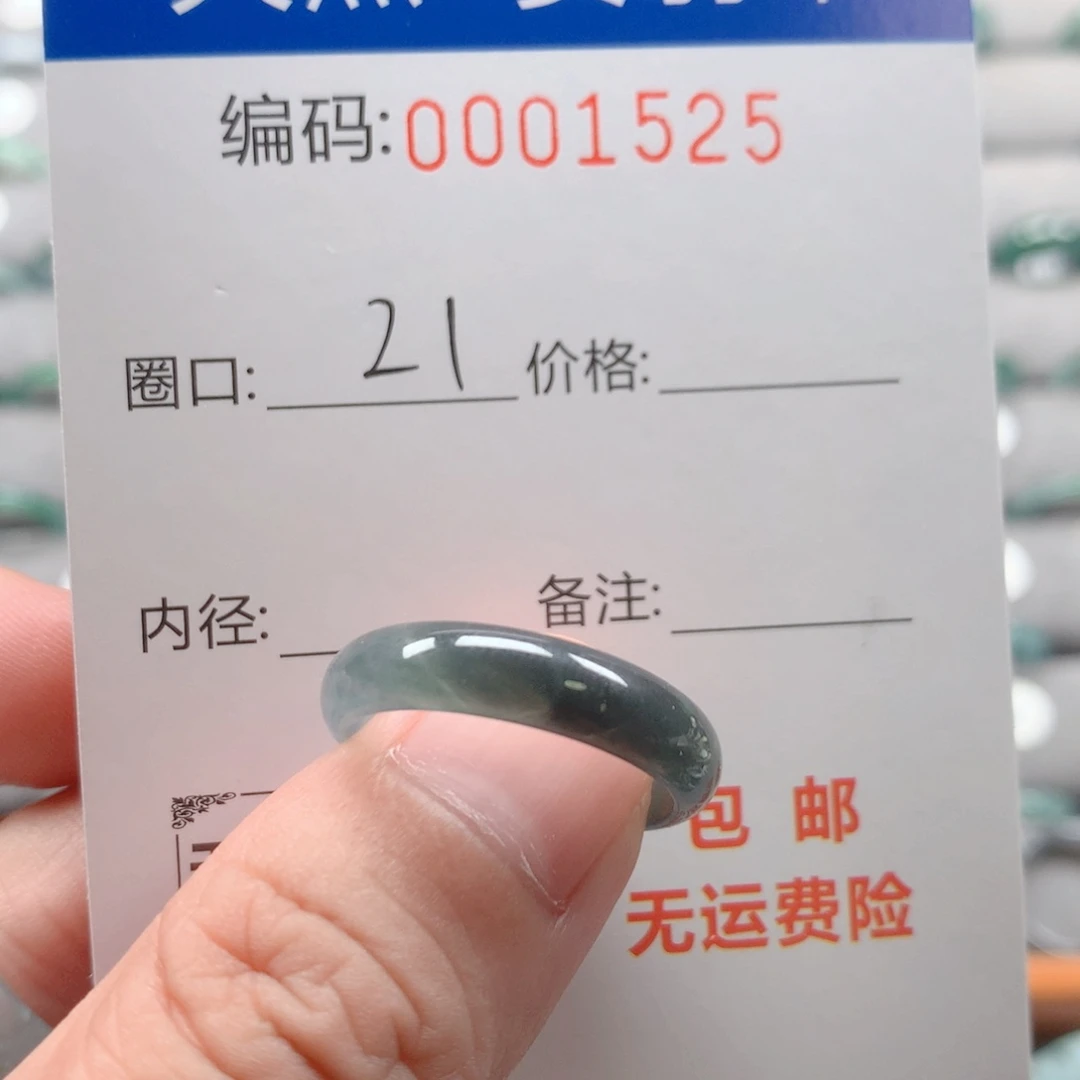 编码:0001525
圈口: 21 价格:
内径: 备注:
包 邮
无运费险